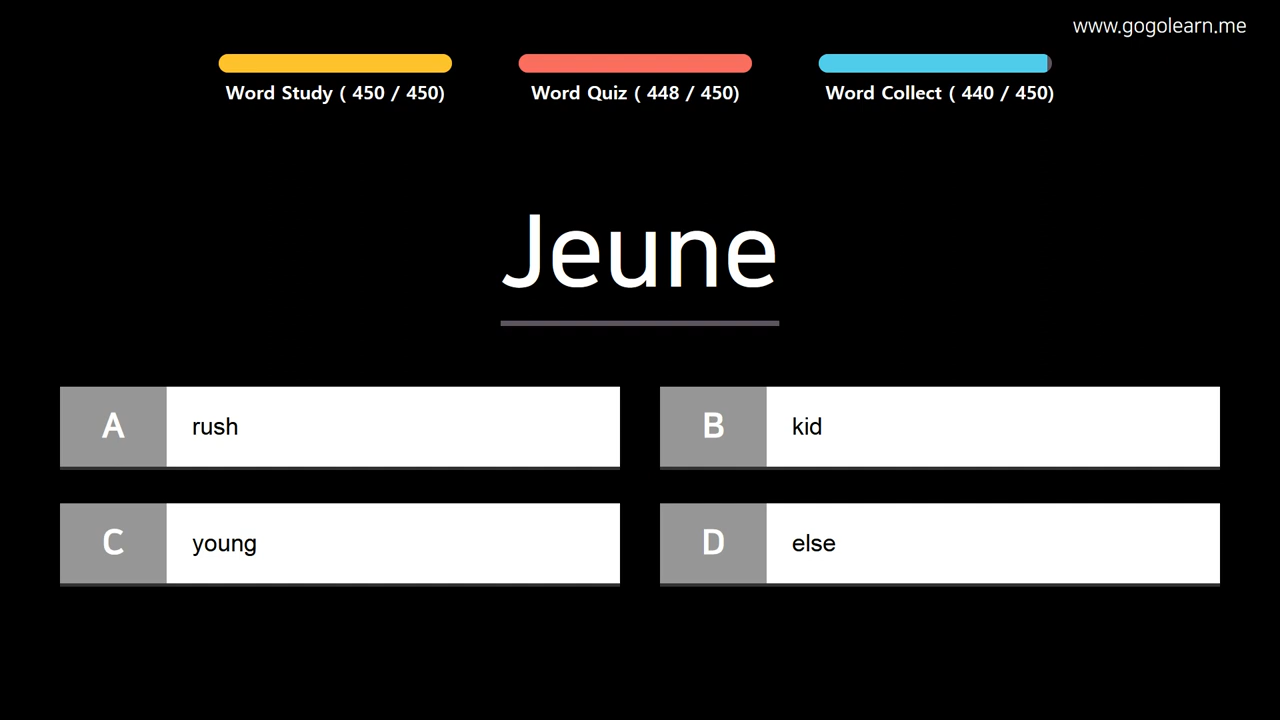 www.gogolearn.me
Word Study ( 450 / 450)
Word Quiz ( 448 / 450)
Word Collect ( 440 / 450)
Jeune
A rush
B kid
C young
D else